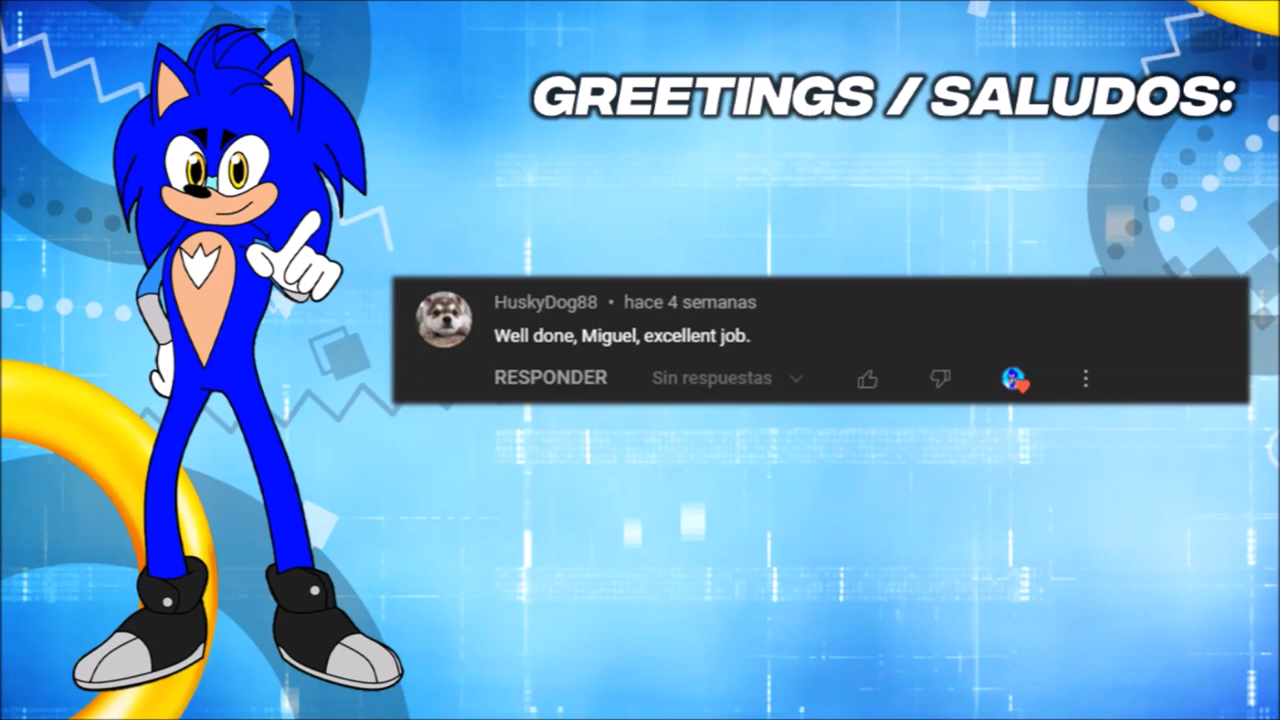 GREETINGS / SALUDOS:
HuskyDog88 • hace 4 semanas
Well done, Miguel, excellent job.
RESPONDER Sin respuestas